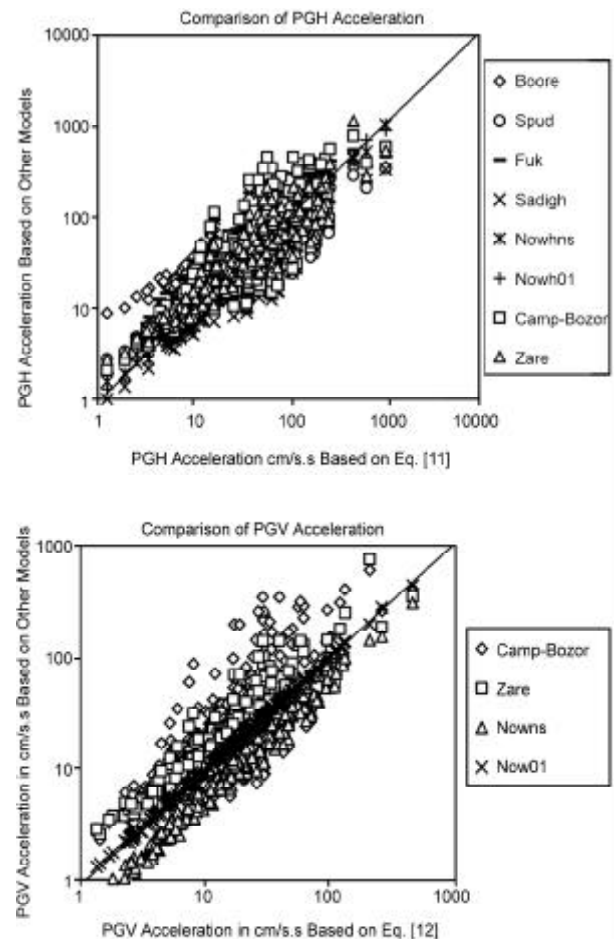 Comparison of PGH Acceleration
PGH Acceleration Based on Other Models
10000
1000
100
10
1
1
10
100
1000
10000
PGH Acceleration cm/s.s Based on Eq. [11]
Boore
Spud
Fuk
Sadigh
Nowhns
Nowh01
Camp-Bozor
Zare
Comparison of PGV Acceleration
PGV Acceleration in cm/s.s Based on Other Models
1000
100
10
1
1
10
100
1000
PGV Acceleration in cm/s.s Based on Eq. [12]
Camp-Bozor
Zare
Nowns
Now01